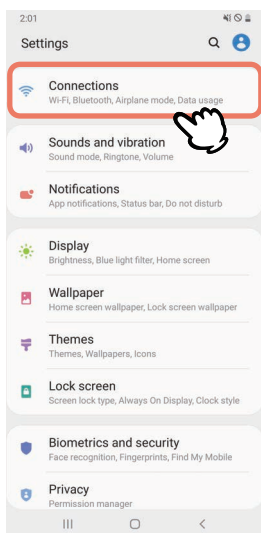 2:01
Settings
Connections
Wi-Fi, Bluetooth, Airplane mode, Data usage
Sounds and vibration
Sound mode, Ringtone, Volume
Notifications
App notifications, Status bar, Do not disturb
Display
Brightness, Blue light filter, Home screen
Wallpaper
Home screen wallpaper, Lock screen wallpaper
Themes
Themes, Wallpapers, Icons
Lock screen
Screen lock type, Always On Display, Clock style
Biometrics and security
Face recognition, Fingerprints, Find My Mobile
Privacy
Permission manager